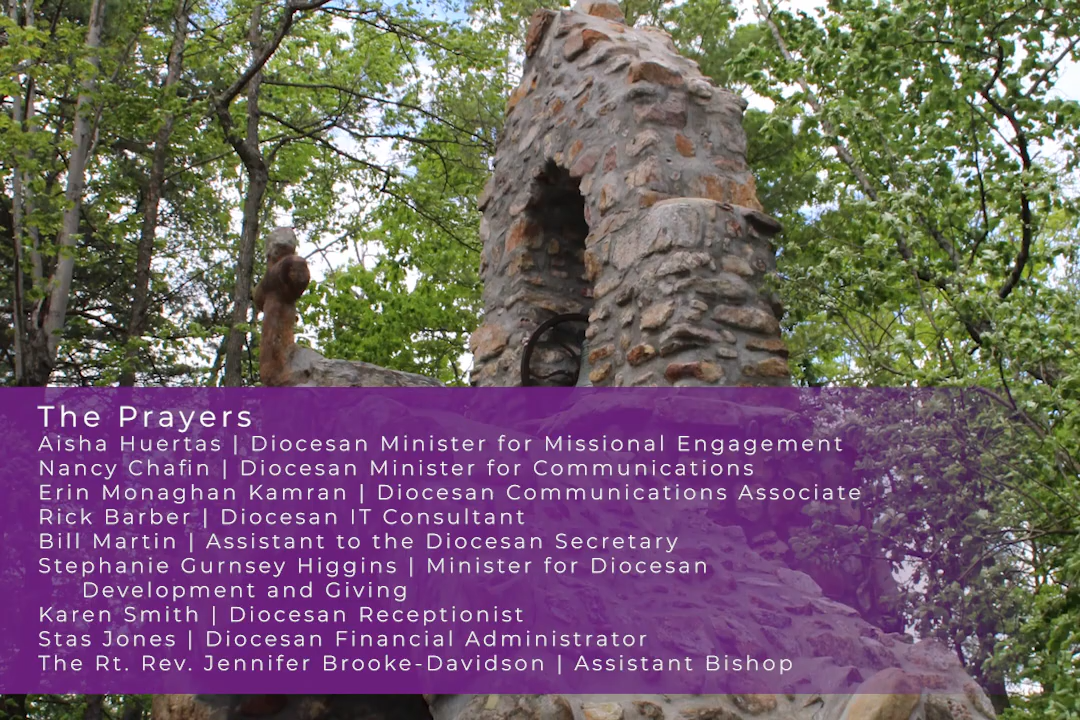 The Prayers
Aisha Huertas | Diocesan Minister for Missional Engagement
Nancy Chafin | Diocesan Minister for Communications
Erin Monaghan Kamran | Diocesan Communications Associate
Rick Barber | Diocesan IT Consultant
Bill Martin | Assistant to the Diocesan Secretary
Stephanie Gurnsey Higgins | Minister for Diocesan
Development and Giving
Karen Smith | Diocesan Receptionist
Stas Jones | Diocesan Financial Administrator
The Rt. Rev. Jennifer Brooke-Davidson | Assistant Bishop